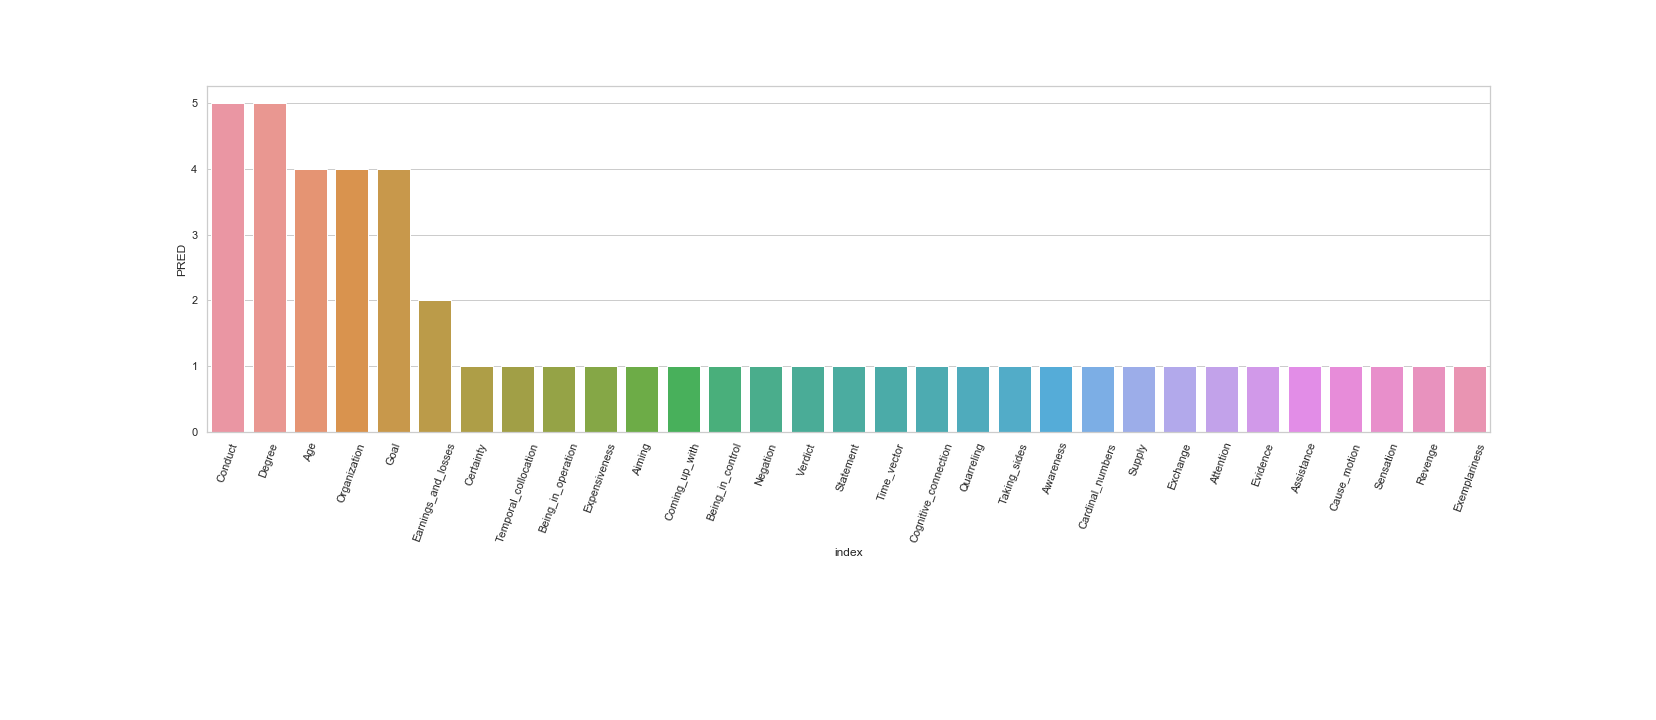 5
4
3
2
1
0
PRED
Conduct
Degree
Age
Organization
Goal
Earnings_and_losses
Certainty
Temporal_collocation
Being_in_operation
Expensiveness
Aiming
Coming_up_with
Being_in_control
Negation
Verdict
Statement
Time_vector
Cognitive_connection
Quarreling
Taking_sides
Awareness
Cardinal_numbers
Supply
Exchange
Attention
Evidence
Assistance
Cause_motion
Sensation
Revenge
Exemplariness
index